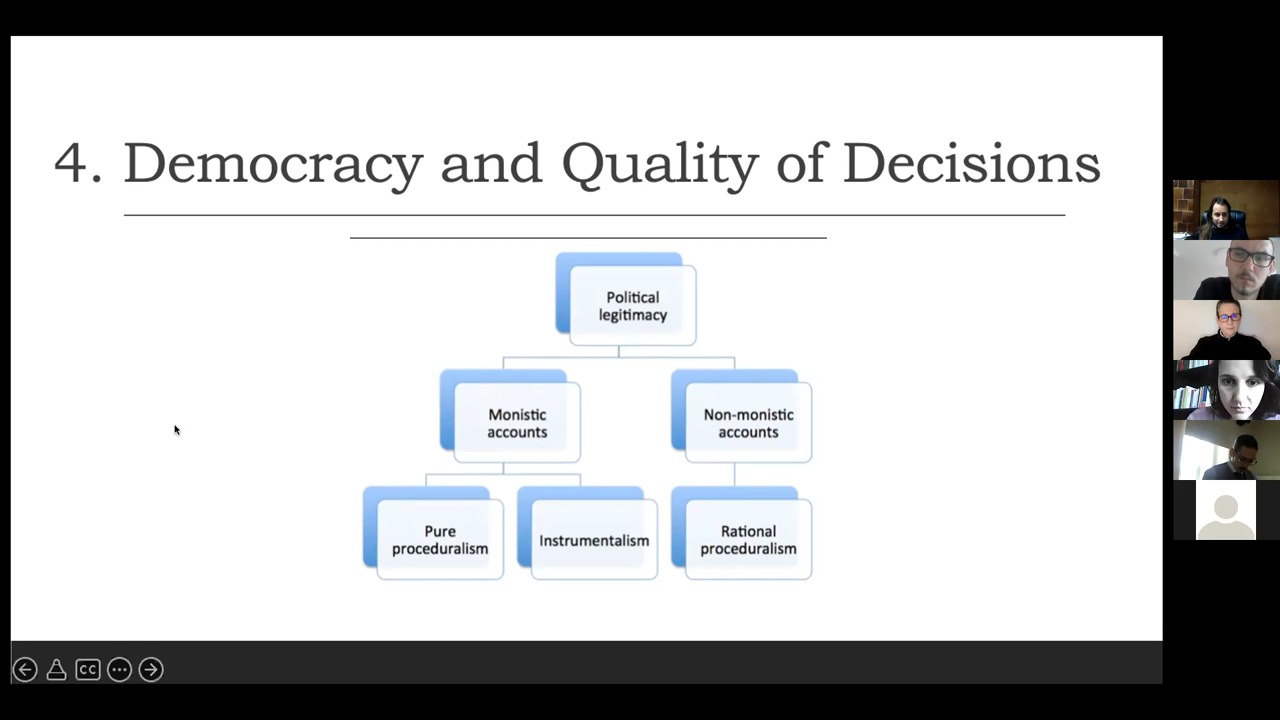 4. Democracy and Quality of Decisions
Political
legitimacy
Monistic
accounts
Non-monistic
accounts
Pure
proceduralism
Instrumentalism
Rational
proceduralism
CC